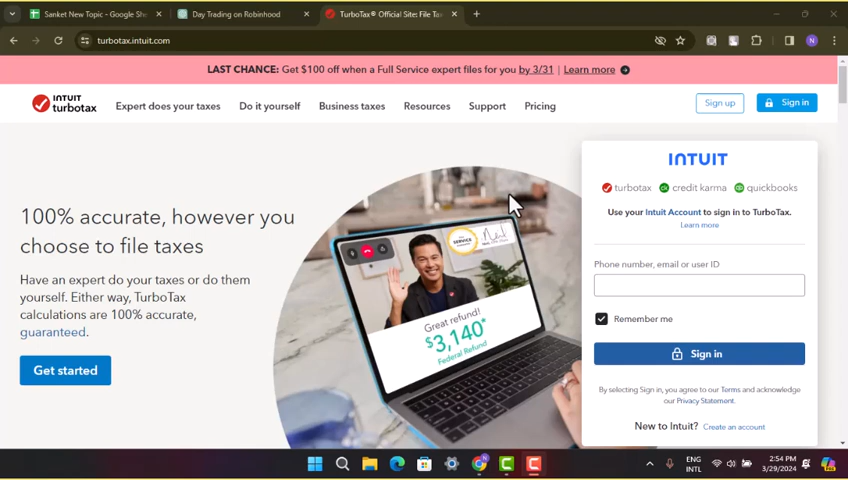 Sanket New Topic - Google She
Day Trading on Robinhood
TurboTax® Official Site: File Tax
turbotax.intuit.com
N
LAST CHANCE: Get $100 off when a Full Service expert files for you by 3/31 | Learn more
INTUIT
turbotax
Expert does your taxes
Do it yourself
Business taxes
Resources
Support
Pricing
Sign up
Sign in
100% accurate, however you
choose to file taxes
Have an expert do your taxes or do them
yourself. Either way, TurboTax
calculations are 100% accurate,
guaranteed.
Get started
SERVICE
Great refund!
$3,140*
Federal Refund
INTUIT
turbotax
ck credit karma
qb quickbooks
Use your Intuit Account to sign in to TurboTax.
Learn more
Phone number, email or user ID
Remember me
Sign in
By selecting Sign in, you agree to our Terms and acknowledge
our Privacy Statement.
New to Intuit? Create an account
ENG
INTL
2:54 PM
3/29/2024